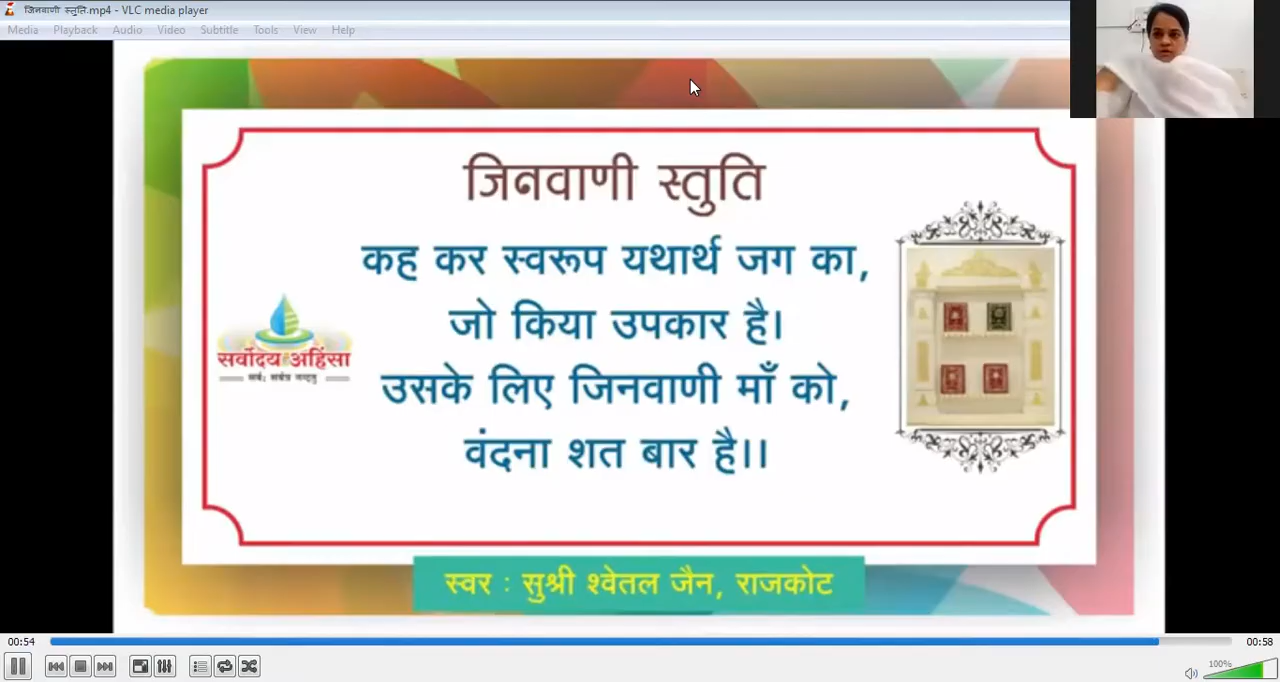 जिनवाणी स्तुति.mp4 - VLC media player
Media Playback Audio Video Subtitle Tools View Help
जिनवाणी स्तुति
कह कर स्वरूप यथार्थ जग का,
जो किया उपकार है।
उसके लिए जिनवाणी माँ को,
वंदना शत बार है।।
सर्वोदय अहिंसा
स्वर : सुश्री श्वेतल जैन, राजकोट
00:54 00:58
100%